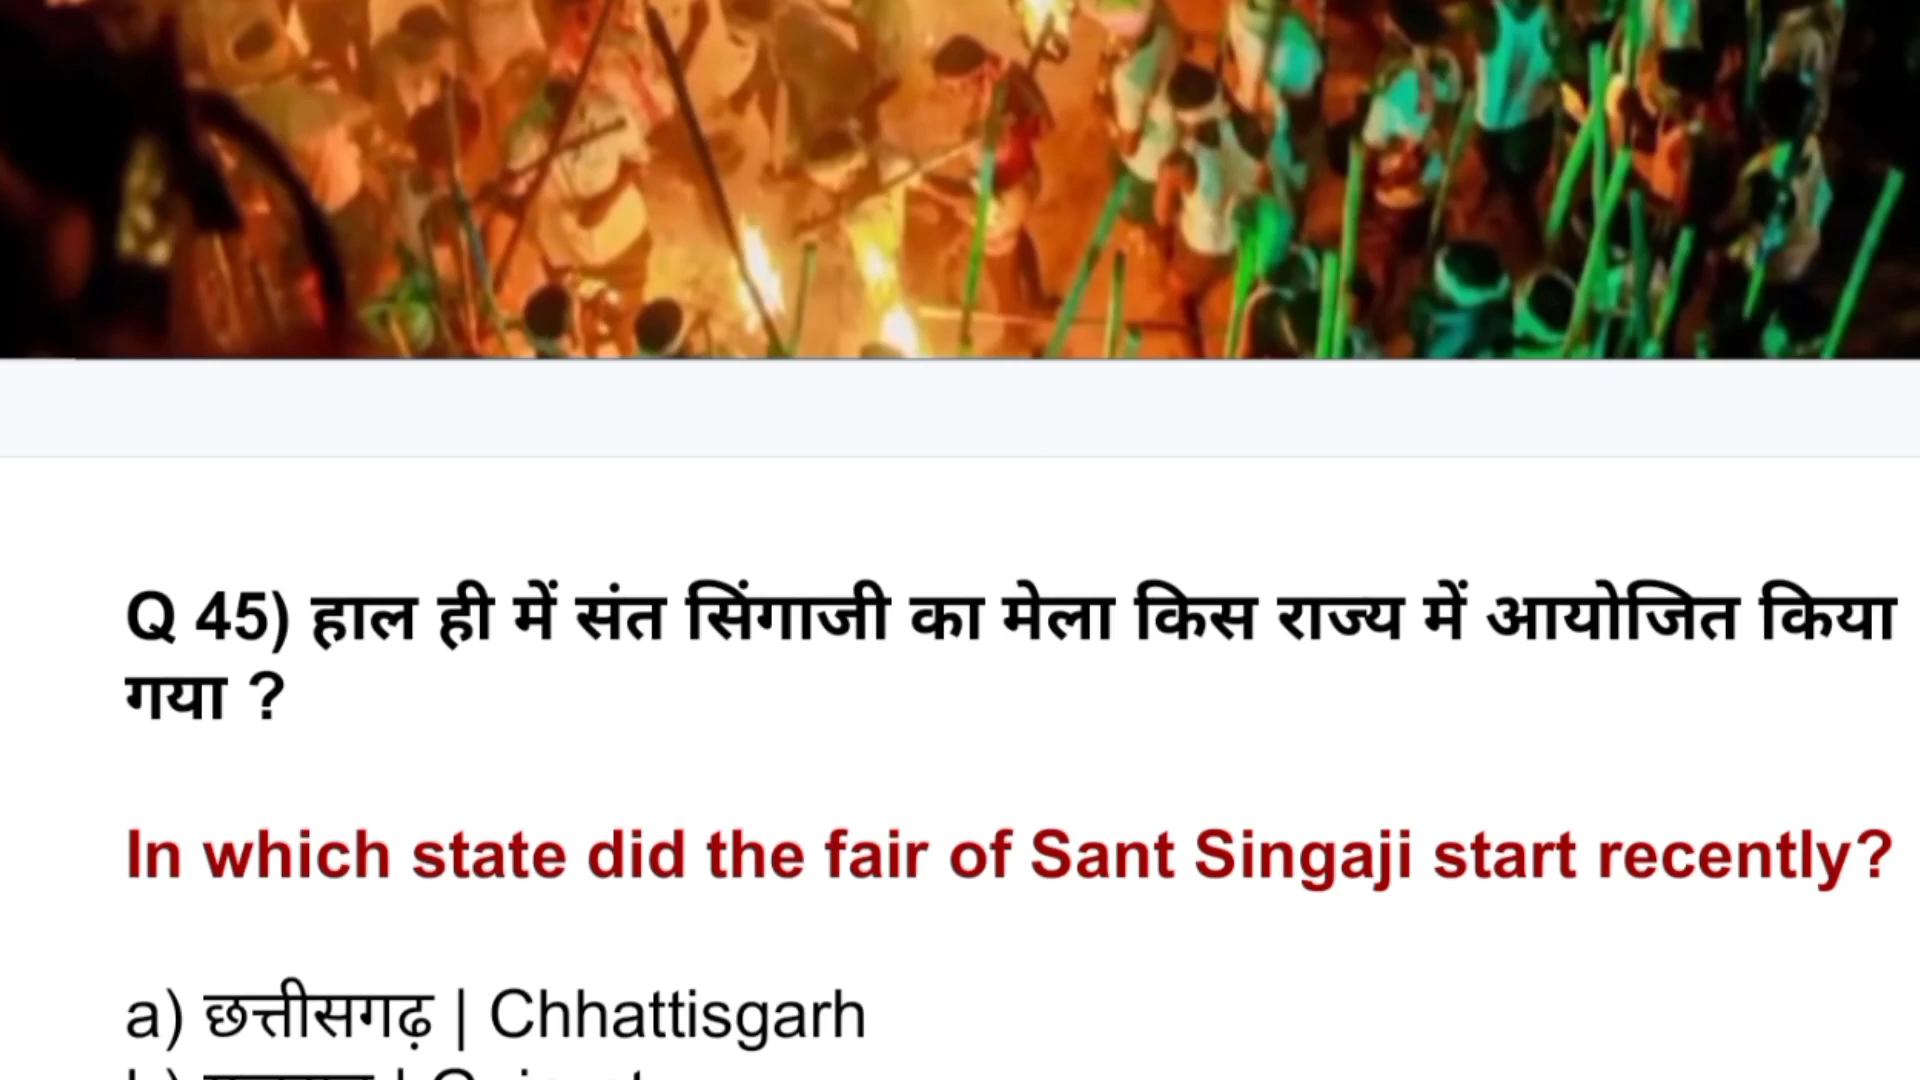 Q 45) हाल ही में संत सिंगाजी का मेला किस राज्य में आयोजित किया
गया ?
In which state did the fair of Sant Singaji start recently?
a) छत्तीसगढ़ | Chhattisgarh